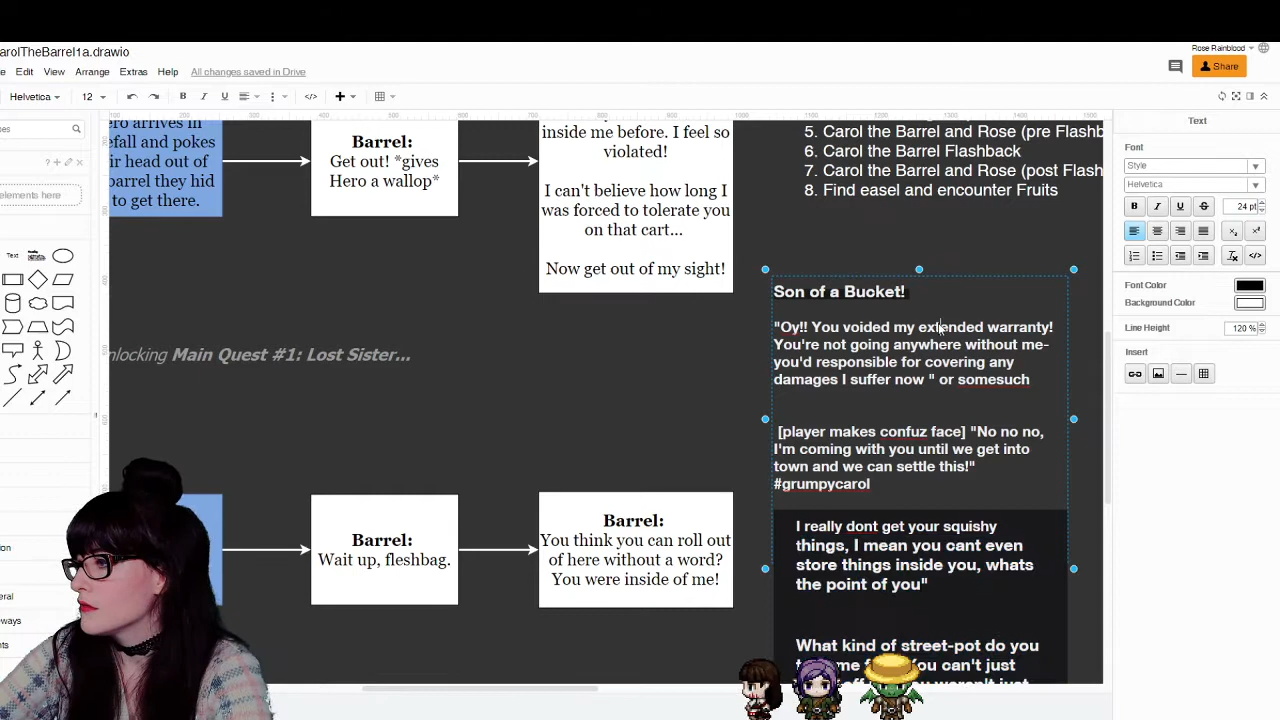 arolTheBarrel1a.drawio
Rose Rainblood
Edit View Arrange Extras Help All changes saved in Drive
Share
Helvetica 12
Text
Font
Style
Helvetica
24 pt
Font Color
Background Color
Line Height 120 %
Insert
elements here
Text
arrives in
efall and pokes
ir head out of
barrel they hid
to get there.
Barrel:
Get out! *gives
Hero a wallop*
inside me before. I feel so
violated!
I can't believe how long I
was forced to tolerate you
on that cart...
Now get out of my sight!
5. Carol the Barrel and Rose (pre Flashb
6. Carol the Barrel Flashback
7. Carol the Barrel and Rose (post Flash
8. Find easel and encounter Fruits
Son of a Bucket!
"Oy!! You voided my extended warranty!
You're not going anywhere without me-
you'd responsible for covering any
damages I suffer now " or somesuch
[player makes confuz face] "No no no,
I'm coming with you until we get into
town and we can settle this!"
#grumpycarol
I really dont get your squishy
things, I mean you cant even
store things inside you, whats
the point of you"
What kind of street-pot do you
nlocking Main Quest #1: Lost Sister...
Barrel:
Wait up, fleshbag.
Barrel:
You think you can roll out
of here without a word?
You were inside of me!